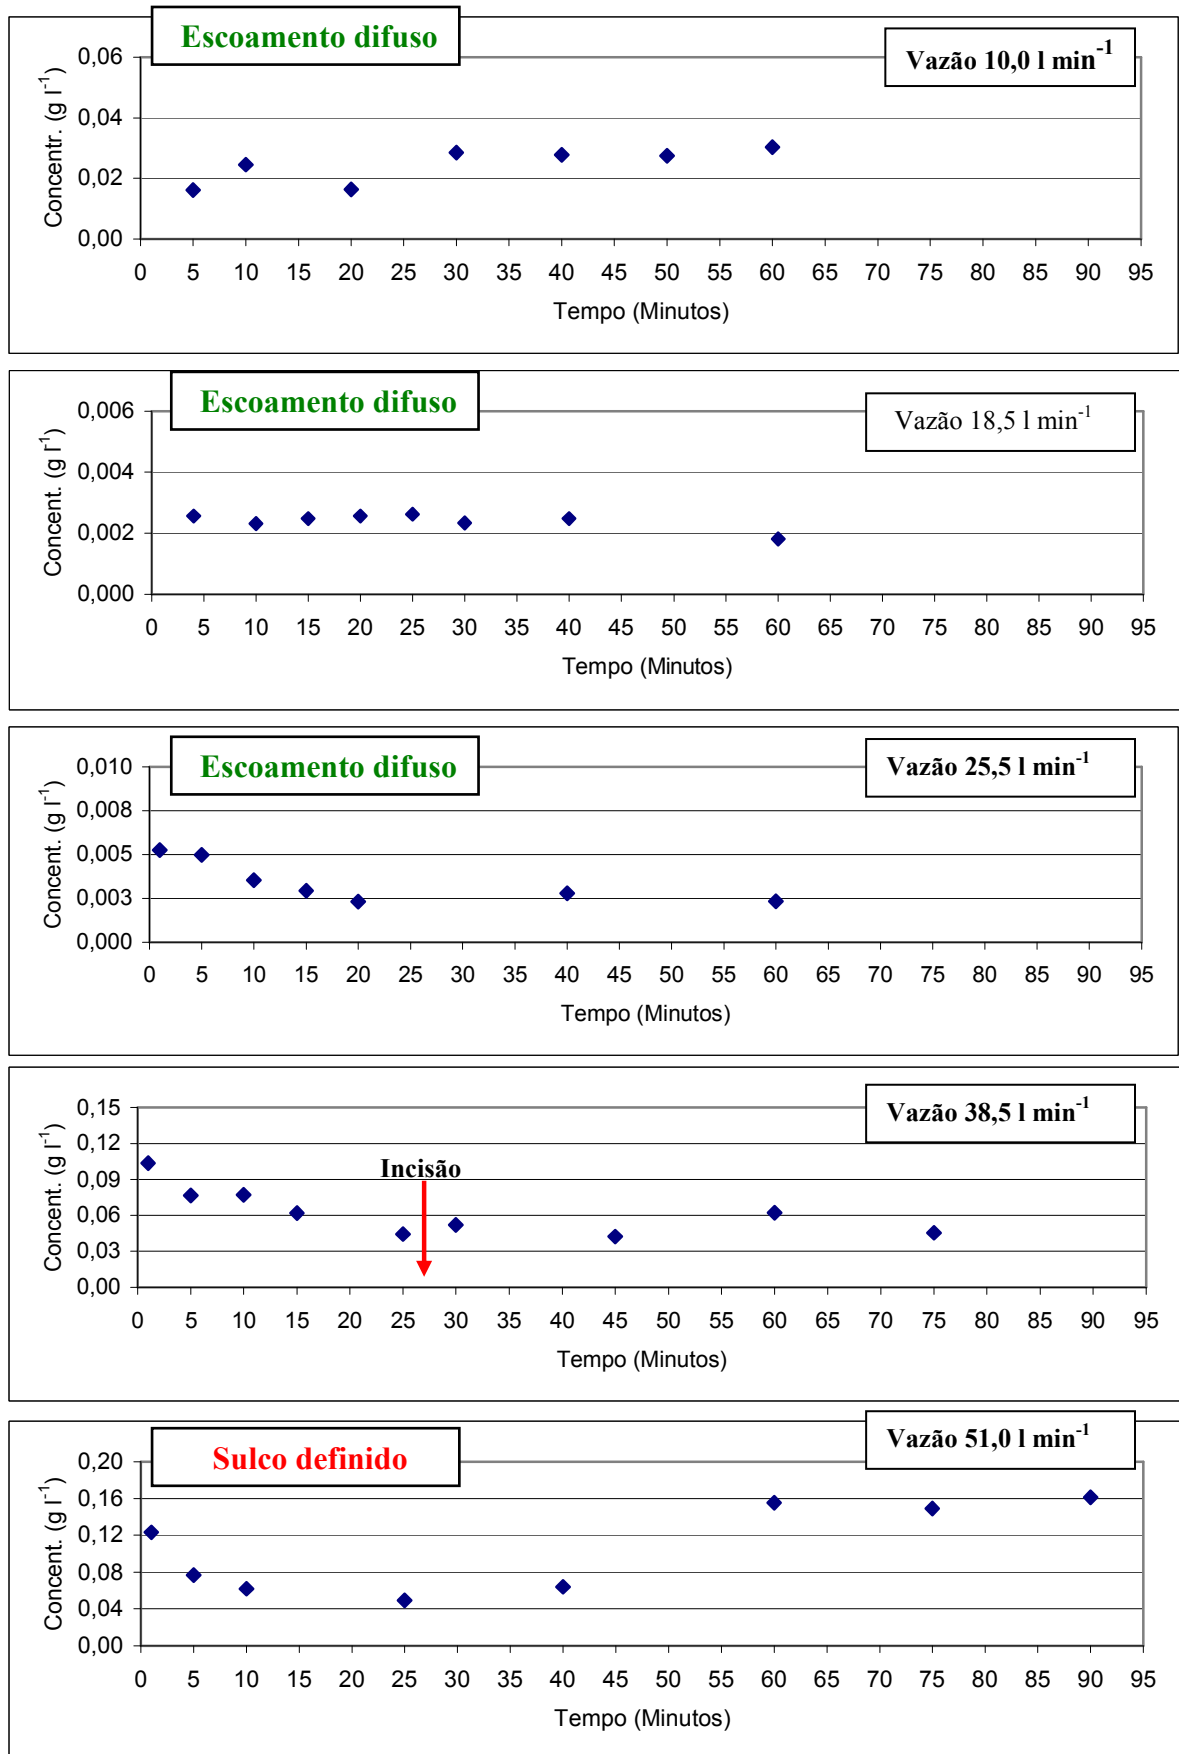 Escoamento difuso
Vazão 10,0 l min-1
Concentr. (g l-1)
0,06
0,04
0,02
0,00
0 5 10 15 20 25 30 35 40 45 50 55 60 65 70 75 80 85 90 95
Tempo (Minutos)
Escoamento difuso
Vazão 18,5 l min-1
Concent. (g l-1)
0,006
0,004
0,002
0,000
0 5 10 15 20 25 30 35 40 45 50 55 60 65 70 75 80 85 90 95
Tempo (Minutos)
Escoamento difuso
Vazão 25,5 l min-1
Concent. (g l-1)
0,010
0,008
0,005
0,003
0,000
0 5 10 15 20 25 30 35 40 45 50 55 60 65 70 75 80 85 90 95
Tempo (Minutos)
Vazão 38,5 l min-1
Concent. (g l-1)
0,15
0,12
0,09
0,06
0,03
0,00
Incisão
0 5 10 15 20 25 30 35 40 45 50 55 60 65 70 75 80 85 90 95
Tempo (Minutos)
Sulco definido
Vazão 51,0 l min-1
Concent. (g l-1)
0,20
0,16
0,12
0,08
0,04
0,00
0 5 10 15 20 25 30 35 40 45 50 55 60 65 70 75 80 85 90 95
Tempo (Minutos)